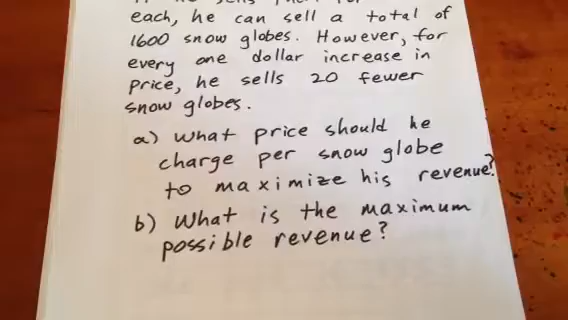 each, he can sell a total of
1600 snow globes. However, for
every one dollar increase in
price, he sells 20 fewer
snow globes.
a) what price should he
charge per snow globe
to maximize his revenue?
b) What is the maximum
possible revenue?